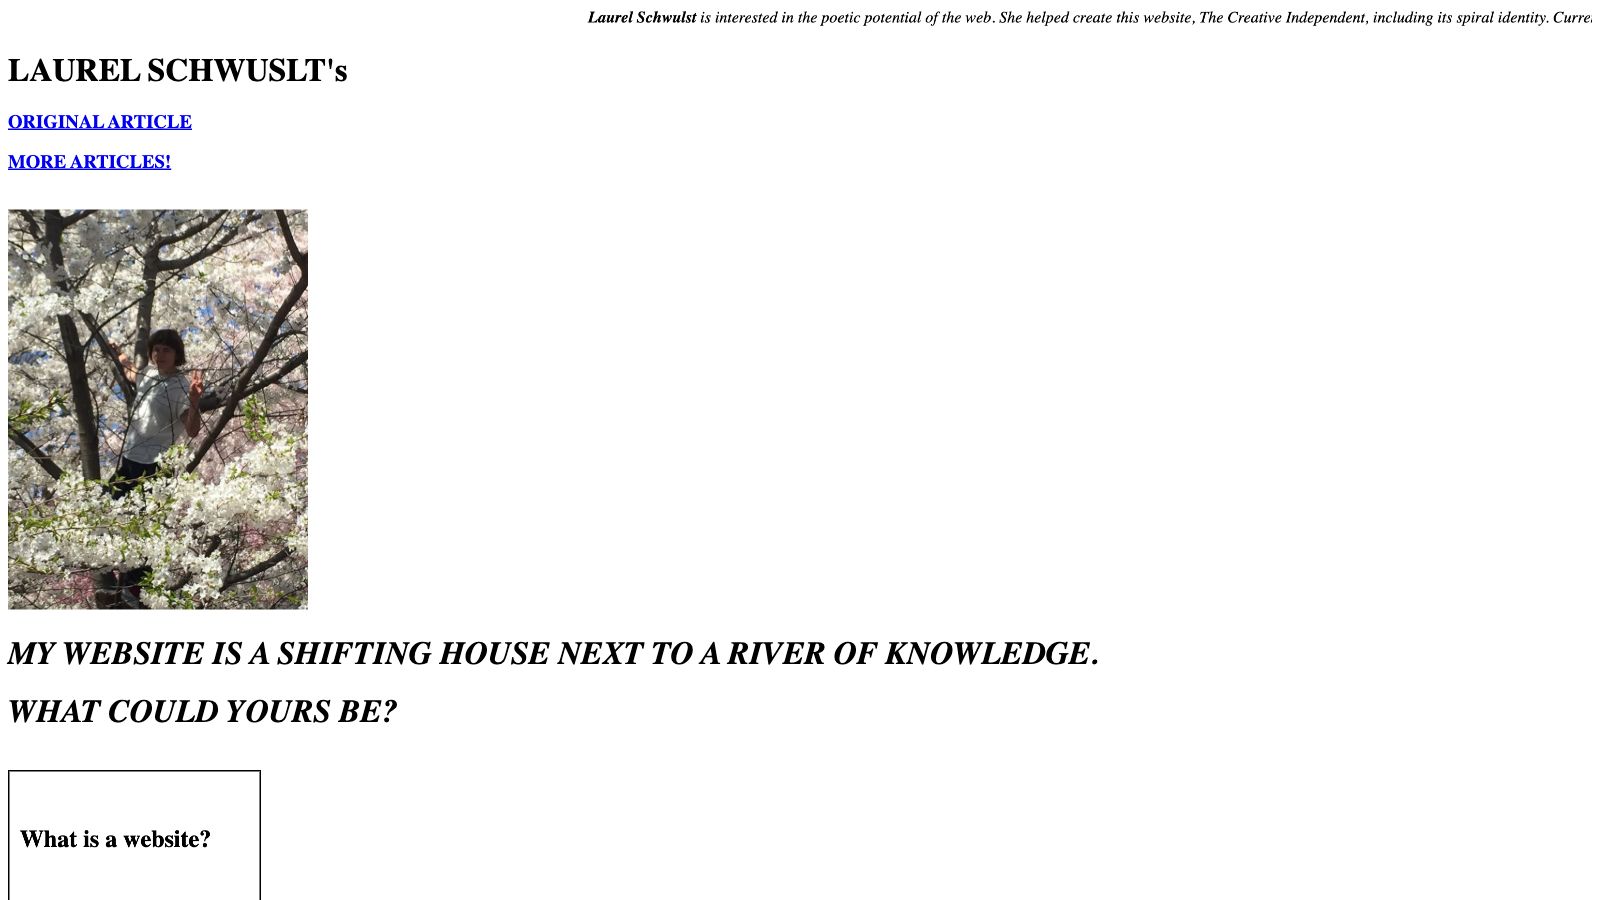 Laurel Schwulst is interested in the poetic potential of the web. She helped create this website, The Creative Independent, including its spiral identity. Curre
LAUREL SCHWUSLT's
ORIGINAL ARTICLE
MORE ARTICLES!
MY WEBSITE IS A SHIFTING HOUSE NEXT TO A RIVER OF KNOWLEDGE.
WHAT COULD YOURS BE?
What is a website?